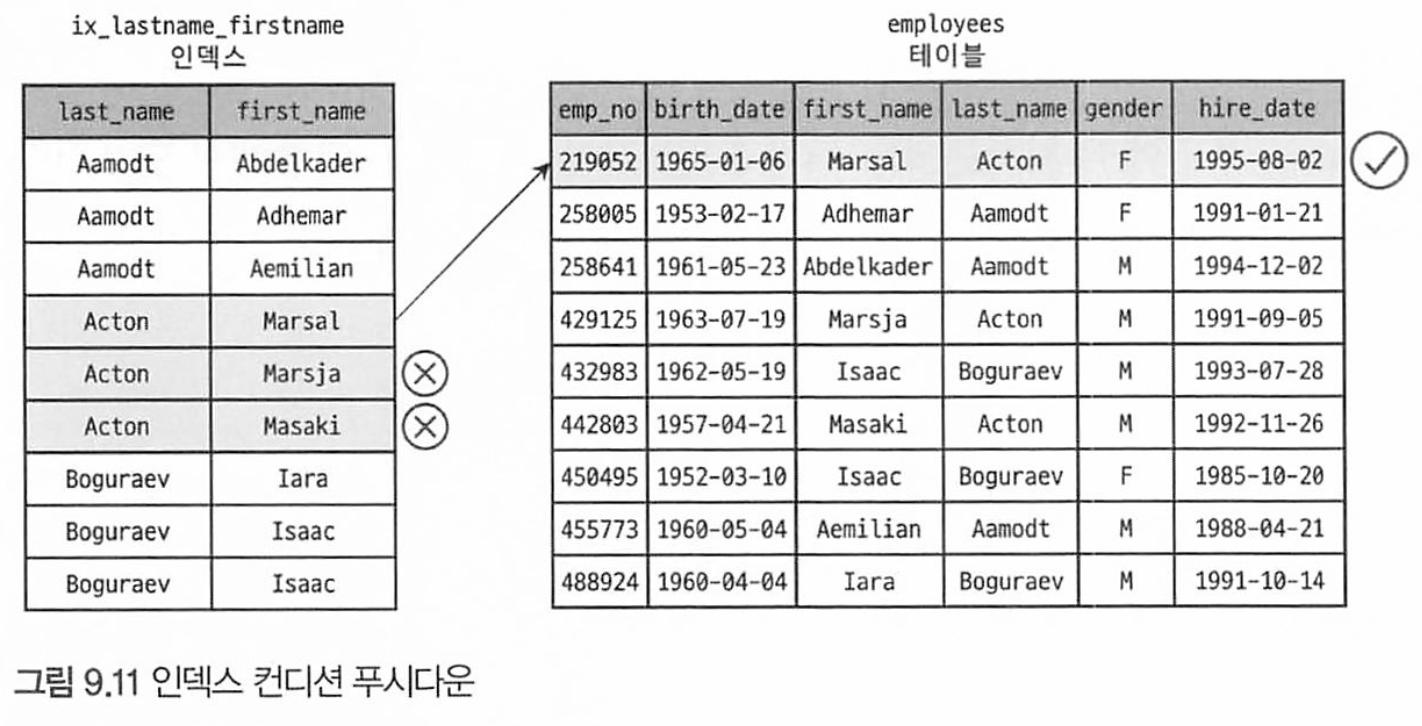 ix_lastname_firstname
인덱스
last_name first_name
Aamodt Abdelkader
Aamodt Adhemar
Aamodt Aemilian
Acton Marsal
Acton Marsja
Acton Masaki
Boguraev Iara
Boguraev Isaac
Boguraev Isaac
employees
테이블
emp_no birth_date first_name last_name gender hire_date
219052 1965-01-06 Marsal Acton F 1995-08-02
258005 1953-02-17 Adhemar Aamodt F 1991-01-21
258641 1961-05-23 Abdelkader Aamodt M 1994-12-02
429125 1963-07-19 Marsja Acton M 1991-09-05
432983 1962-05-19 Isaac Boguraev M 1993-07-28
442803 1957-04-21 Masaki Acton M 1992-11-26
450495 1952-03-10 Isaac Boguraev F 1985-10-20
455773 1960-05-04 Aemilian Aamodt M 1988-04-21
488924 1960-04-04 Iara Boguraev M 1991-10-14
그림 9.11 인덱스 컨디션 푸시다운